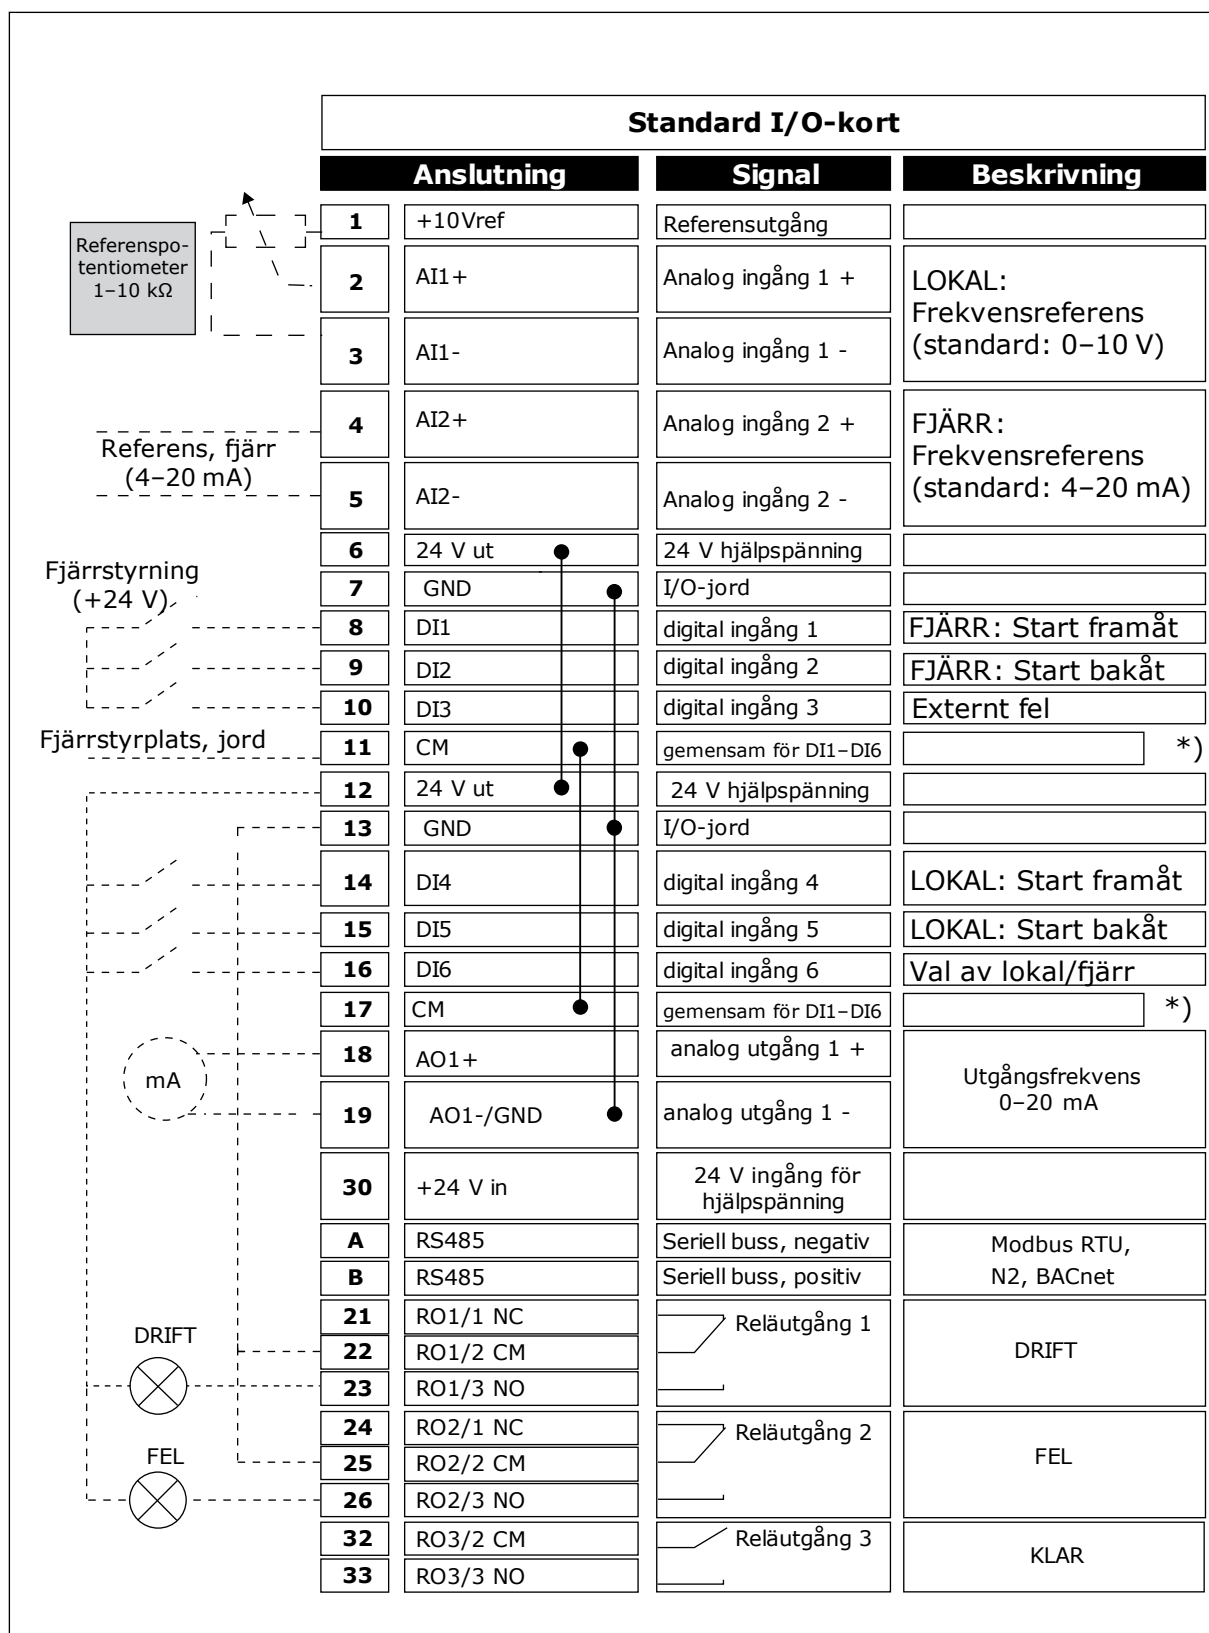 Standard I/O-kort
Anslutning Signal Beskrivning
Referenspo-
tentiometer
1–10 kΩ
1 +10Vref Referensutgång
2 AI1+ Analog ingång 1 +
3 AI1- Analog ingång 1 -
LOKAL:
Frekvensreferens
(standard: 0–10 V)
Referens, fjärr
(4–20 mA)
4 AI2+ Analog ingång 2 +
5 AI2- Analog ingång 2 -
FJÄRR:
Frekvensreferens
(standard: 4–20 mA)
6 24 V ut 24 V hjälpspänning
Fjärrstyrning
(+24 V)
7 GND I/O-jord
8 DI1 digital ingång 1 FJÄRR: Start framåt
9 DI2 digital ingång 2 FJÄRR: Start bakåt
10 DI3 digital ingång 3 Externt fel
Fjärrstyrplats, jord
11 CM gemensam för DI1–DI6 *)
12 24 V ut 24 V hjälpspänning
13 GND I/O-jord
14 DI4 digital ingång 4 LOKAL: Start framåt
15 DI5 digital ingång 5 LOKAL: Start bakåt
16 DI6 digital ingång 6 Val av lokal/fjärr
17 CM gemensam för DI1–DI6 *)
mA
18 AO1+ analog utgång 1 +
19 AO1-/GND analog utgång 1 -
Utgångsfrekvens
0–20 mA
30 +24 V in 24 V ingång för
hjälpspänning
A RS485 Seriell buss, negativ
B RS485 Seriell buss, positiv
Modbus RTU,
N2, BACnet
21 RO1/1 NC Reläutgång 1
DRIFT
22 RO1/2 CM DRIFT
23 RO1/3 NO
24 RO2/1 NC Reläutgång 2
FEL
25 RO2/2 CM FEL
26 RO2/3 NO
32 RO3/2 CM Reläutgång 3
KLAR
33 RO3/3 NO